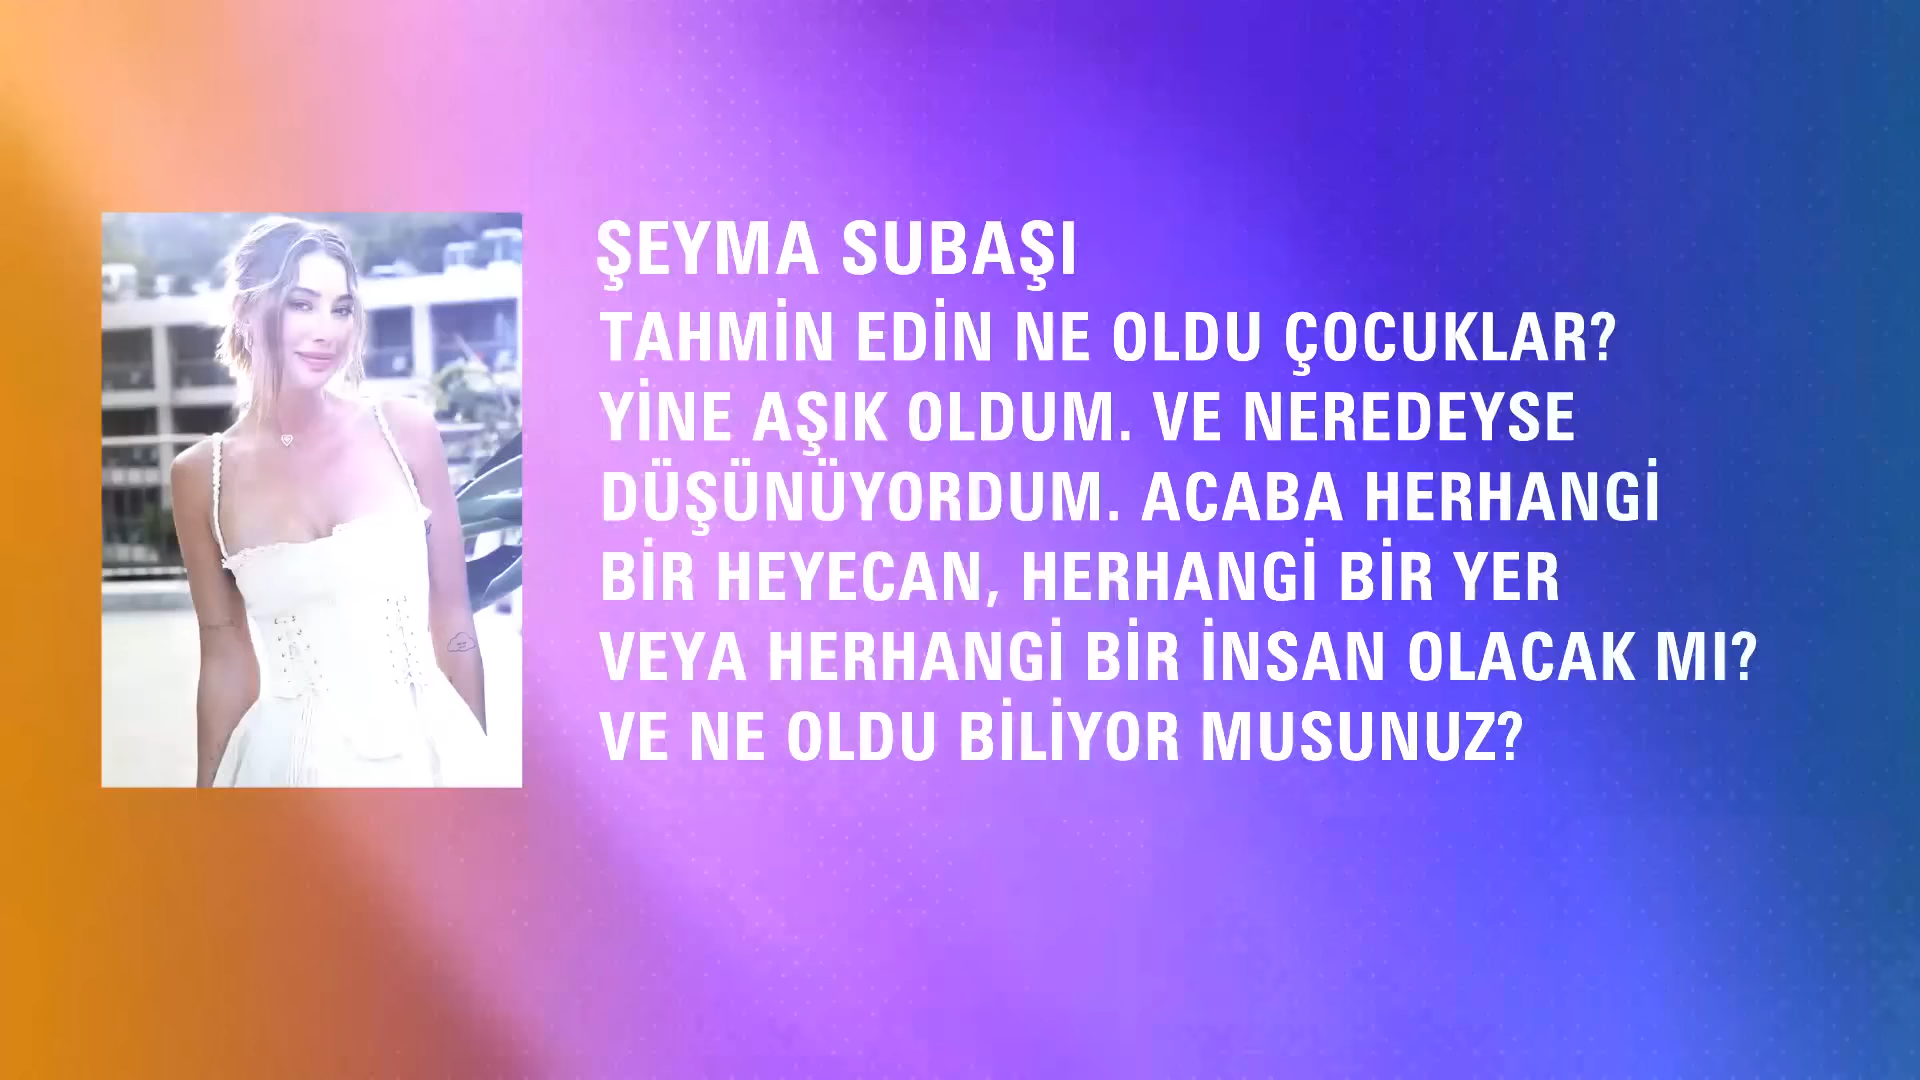 ŞEYMA SUBAŞI
TAHMİN EDİN NE OLDU ÇOCUKLAR?
YİNE AŞIK OLDUM. VE NEREDEYSE
DÜŞÜNÜYORDUM. ACABA HERHANGİ
BİR HEYECAN, HERHANGİ BİR YER
VEYA HERHANGİ BİR İNSAN OLACAK MI?
VE NE OLDU BİLİYOR MUSUNUZ?